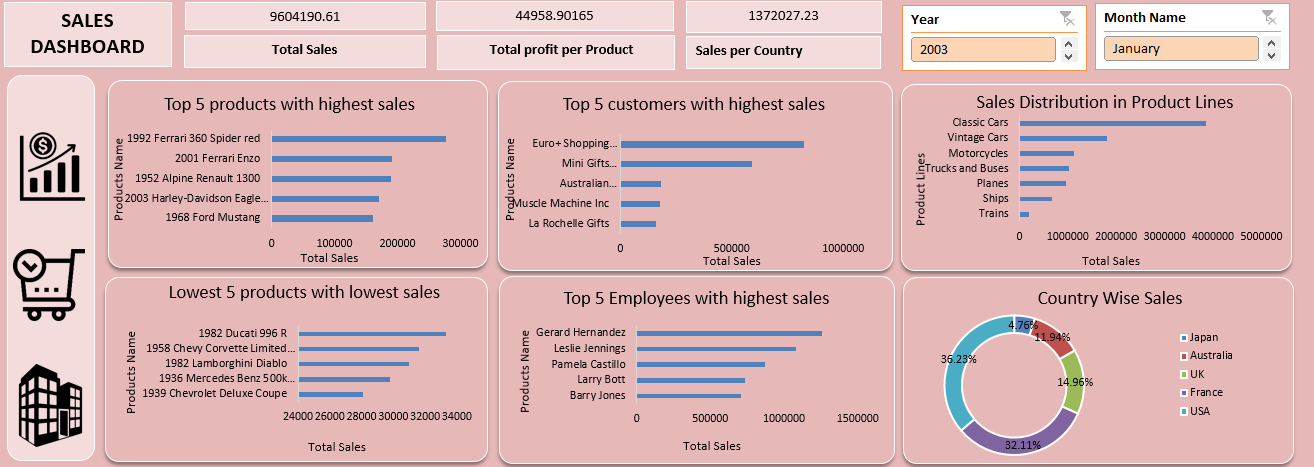 SALES
DASHBOARD
9604190.61
Total Sales
44958.90165
Total profit per Product
1372027.23
Sales per Country
Year
2003
Month Name
January
Top 5 products with highest sales
Products Name
1992 Ferrari 360 Spider red
2001 Ferrari Enzo
1952 Alpine Renault 1300
2003 Harley-Davidson Eagle...
1968 Ford Mustang
0 100000 200000 300000
Total Sales
Top 5 customers with highest sales
Products Name
Euro+ Shopping...
Mini Gifts...
Australian...
Muscle Machine Inc
La Rochelle Gifts
0 500000 1000000
Total Sales
Sales Distribution in Product Lines
Product Lines
Classic Cars
Vintage Cars
Motorcycles
Trucks and Buses
Planes
Ships
Trains
0 1000000 2000000 3000000 4000000 5000000
Total Sales
Lowest 5 products with lowest sales
Products Name
1982 Ducati 996 R
1958 Chevy Corvette Limited...
1982 Lamborghini Diablo
1936 Mercedes Benz 500k...
1939 Chevrolet Deluxe Coupe
24000 26000 28000 30000 32000 34000
Total Sales
Top 5 Employees with highest sales
Products Name
Gerard Hernandez
Leslie Jennings
Pamela Castillo
Larry Bott
Barry Jones
0 500000 1000000 1500000
Total Sales
Country Wise Sales
4.76%
11.94%
14.96%
32.11%
36.23%
Japan
Australia
UK
France
USA